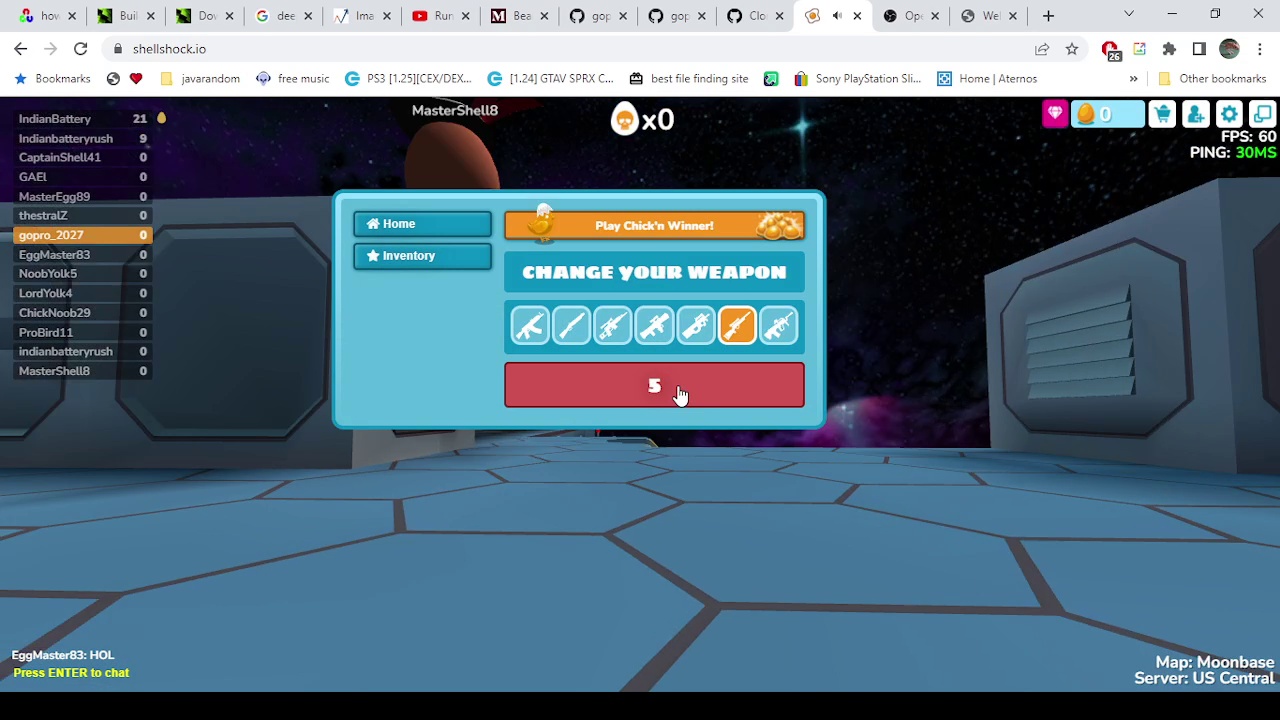 how
Buil
Dov
dee
Ima
Run
Bea
gop
gop
Clo
Ope
Wel
shellshock.io
26
Bookmarks
javarandom
free music
PS3 [1.25][CEX/DEX...
[1.24] GTAV SPRX C...
best file finding site
Sony PlayStation Sli...
Home | Aternos
»
Other bookmarks
IndianBattery 21
Indianbatteryrush 9
CaptainShell41 0
GAEl 0
MasterEgg89 0
thestralZ 0
gopro_2027 0
EggMaster83 0
NoobYolk5 0
LordYolk4 0
ChickNoob29 0
ProBird11 0
indianbatteryrush 0
MasterShell8 0
MasterShell8
x0
0
FPS: 60
PING: 30MS
Home
Inventory
Play Chick'n Winner!
CHANGE YOUR WEAPON
5
EggMaster83: HOL
Press ENTER to chat
Map: Moonbase
Server: US Central